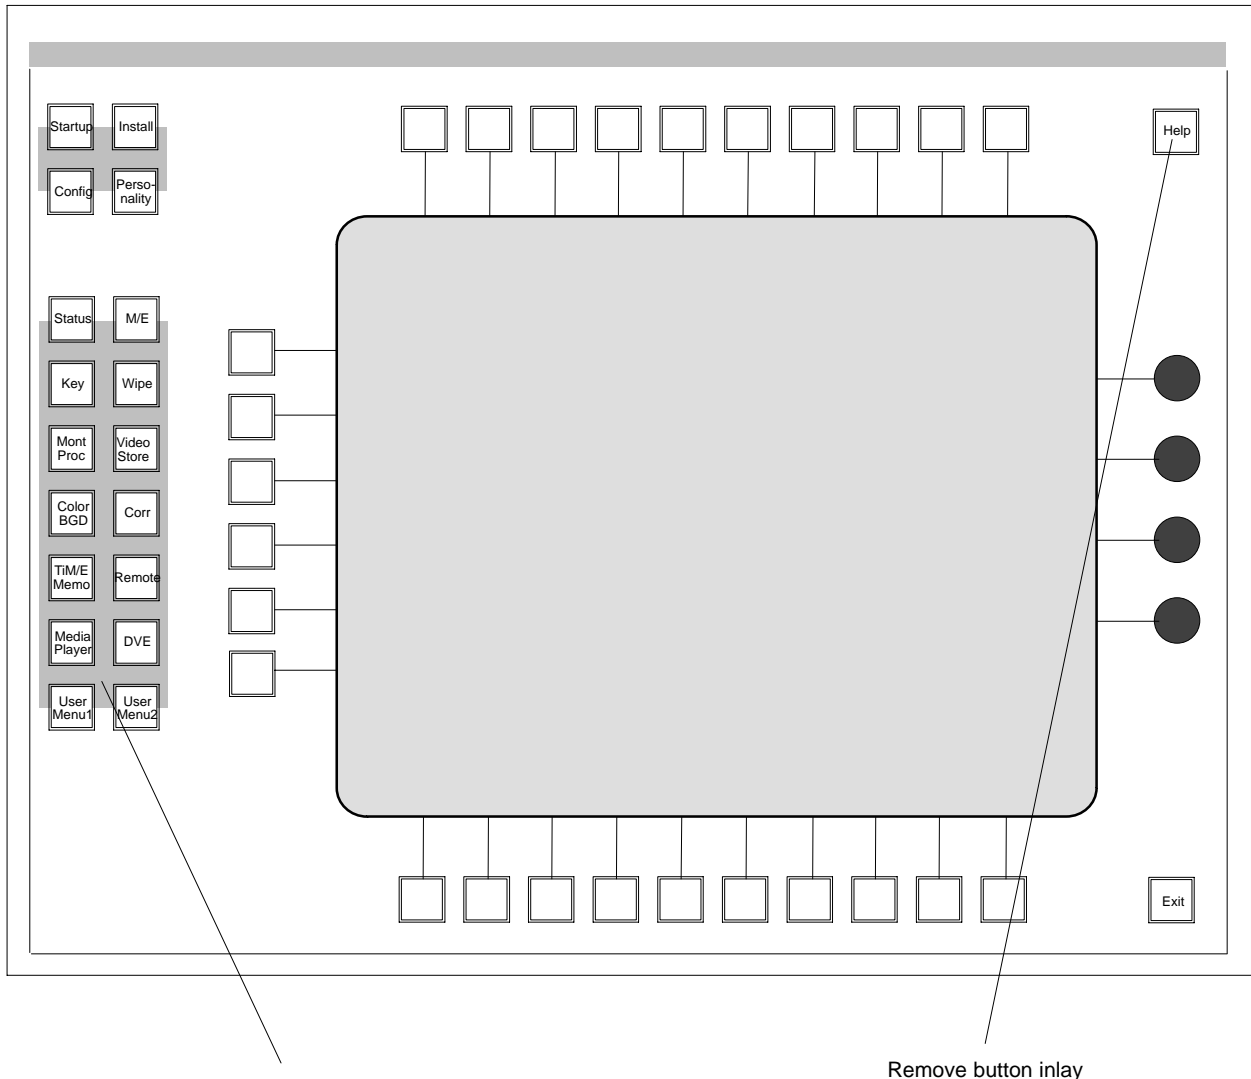 Startup
Install
Help
Config
Perso-
nality
Status
M/E
Key
Wipe
Mont
Proc
Video
Store
Color
BGD
Corr
TiM/E
Memo
Remote
Media
Player
DVE
User
Menu1
User
Menu2
Exit
Remove button inlay